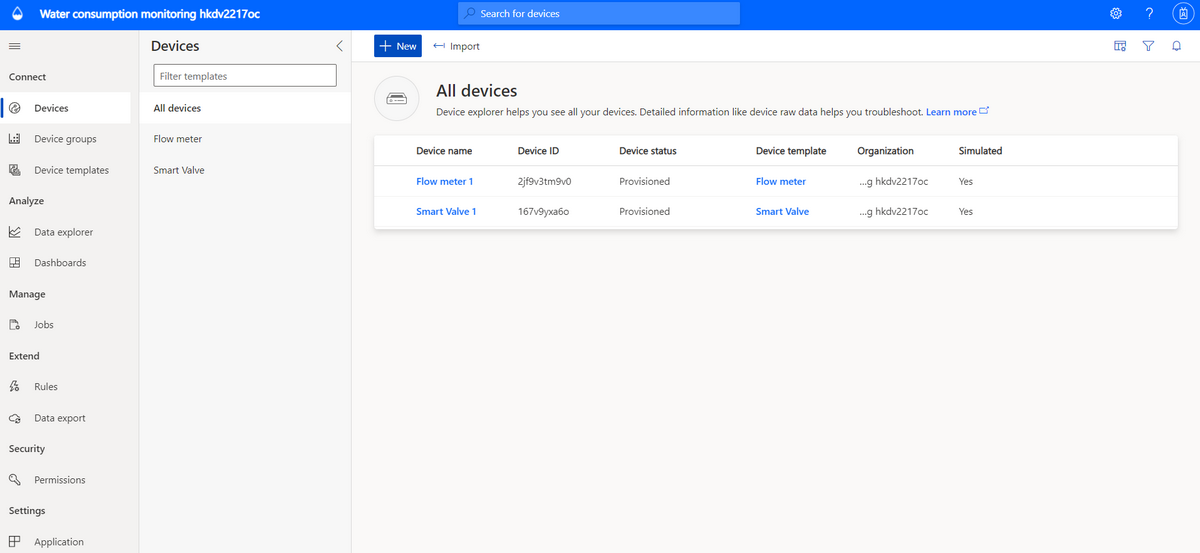 Water consumption monitoring hkdv2217oc
Search for devices
?
Connect
Devices
Device groups
Device templates
Analyze
Data explorer
Dashboards
Manage
Jobs
Extend
Rules
Data export
Security
Permissions
Settings
Application
Devices
Filter templates
All devices
Flow meter
Smart Valve
New
Import
All devices
Device explorer helps you see all your devices. Detailed information like device raw data helps you troubleshoot. Learn more
Device name Device ID Device status Device template Organization Simulated
Flow meter 1 2jf9v3tm9v0 Provisioned Flow meter ...g hkdv2217oc Yes
Smart Valve 1 167v9yxa6o Provisioned Smart Valve ...g hkdv2217oc Yes